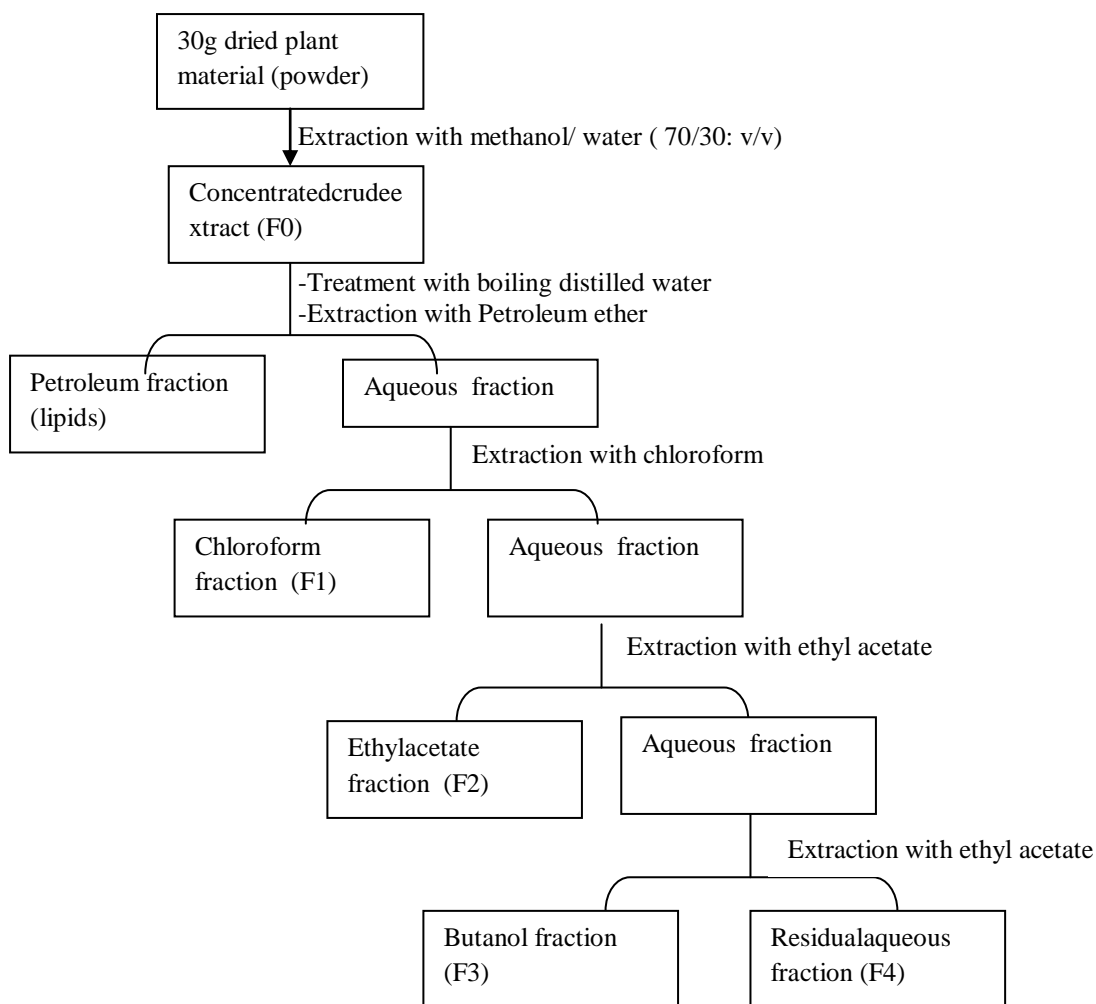 30g dried plant
material (powder)
Extraction with methanol/ water ( 70/30: v/v)
Concentratedcrudee
xtract (F0)
-Treatment with boiling distilled water
-Extraction with Petroleum ether
Petroleum fraction
(lipids)
Aqueous  fraction
Extraction with chloroform
Chloroform
fraction  (F1)
Aqueous  fraction
Extraction with ethyl acetate
Ethylacetate
fraction  (F2)
Aqueous  fraction
Extraction with ethyl acetate
Butanol fraction
(F3)
Residualaqueous
fraction (F4)